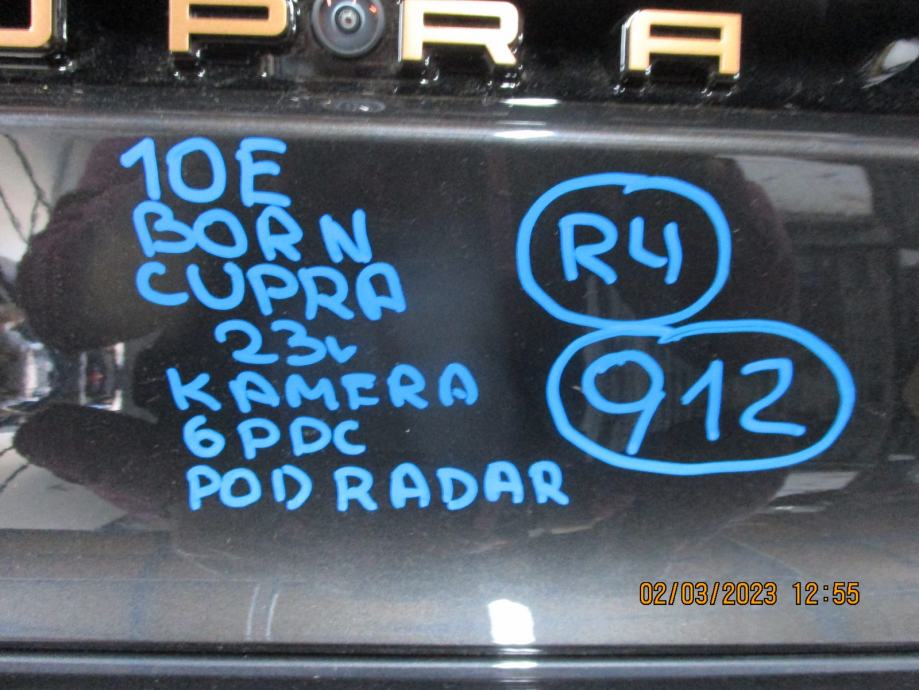 UPRA
10E
BORN
CUPRA
23r
KAMERA
6PDC
POD RADAR
R4
912
02/03/2023 12:55